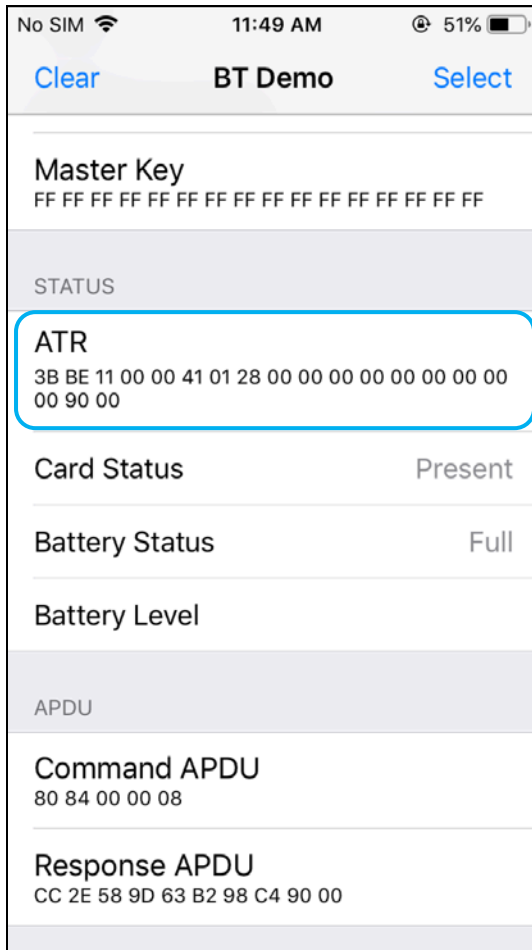 No SIM 11:49 AM 51%
Clear BT Demo Select
Master Key
FF FF FF FF FF FF FF FF FF FF FF FF FF FF FF FF
STATUS
ATR
3B BE 11 00 00 41 01 28 00 00 00 00 00 00 00 00
00 90 00
Card Status Present
Battery Status Full
Battery Level
APDU
Command APDU
80 84 00 00 08
Response APDU
CC 2E 58 9D 63 B2 98 C4 90 00